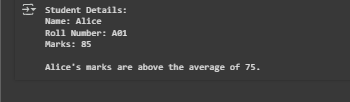 Student Details:
Name: Alice
Roll Number: A01
Marks: 85
Alice's marks are above the average of 75.